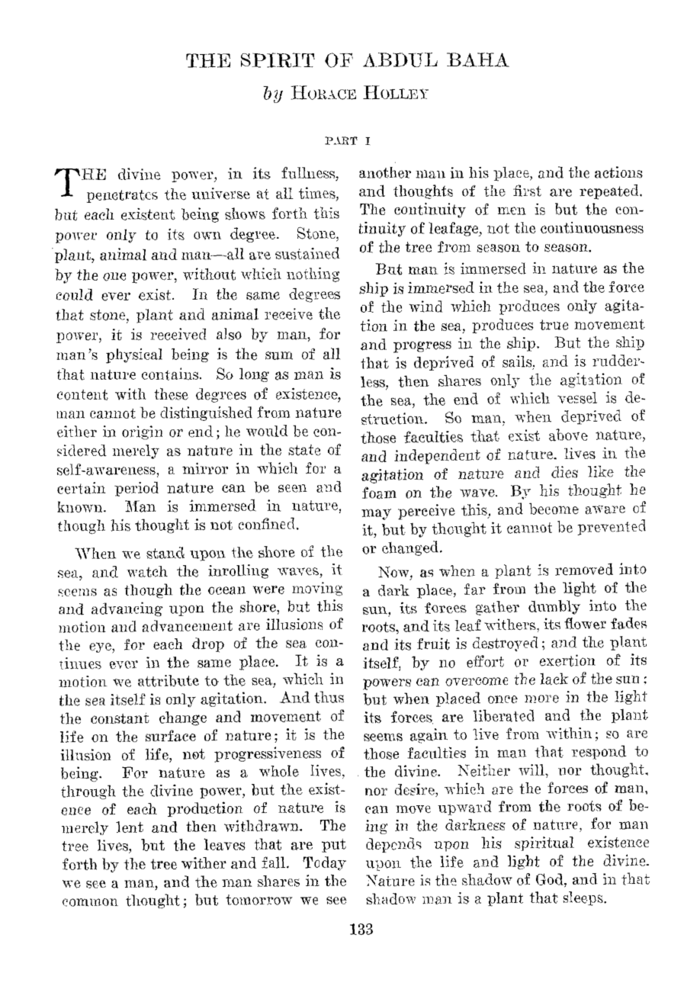 THE SPIRIT OF ABDUL BAHA
by HORACE HOLLEY
PART I
THE divine power, in its fullness,
penetrates the universe at all times,
but each existent being shows forth this
power only to its own degree. Stone,
plant, animal and man—all are sustained
by the one power, without which nothing
could ever exist. In the same degrees
that stone, plant and animal receive the
power, it is received also by man, for
man's physical being is the sum of all
that nature contains. So long as man is
content with these degrees of existence,
man cannot be distinguished from nature
either in origin or end; he would be con-
sidered merely as nature in the state of
self-awareness, a mirror in which for a
certain period nature can be seen and
known. Man is immersed in nature,
though his thought is not confined.
When we stand upon the shore of the
sea, and watch the inrolling waves, it
seems as though the ocean were moving
and advancing upon the shore, but this
motion and advancement are illusions of
the eye, for each drop of the sea con-
tinues ever in the same place. It is a
motion we attribute to the sea, which in
the sea itself is only agitation. And thus
the constant change and movement of
life on the surface of nature; it is the
illusion of life, not progressiveness of
being. For nature as a whole lives,
through the divine power, but the exist-
ence of each production of nature is
merely lent and then withdrawn. The
tree lives, but the leaves that are put
forth by the tree wither and fall. Today
we see a man, and the man shares in the
common thought; but tomorrow we see
another man in his place, and the actions
and thoughts of the first are repeated.
The continuity of men is but the con-
tinuity of leafage, not the continuousness
of the tree from season to season.
But man is immersed in nature as the
ship is immersed in the sea, and the force
of the wind which produces only agita-
tion in the sea, produces true movement
and progress in the ship. But the ship
that is deprived of sails, and is rudder-
less, then shares only the agitation of
the sea, the end of which vessel is de-
struction. So man, when deprived of
those faculties that exist above nature,
and independent of nature. lives in the
agitation of nature and dies like the
foam on the wave. By his thought he
may perceive this, and become aware of
it, but by thought it cannot be prevented
or changed.
Now, as when a plant is removed into
a dark place, far from the light of the
sun, its forces gather dumbly into the
roots, and its leaf withers, its flower fades
and its fruit is destroyed; and the plant
itself, by no effort or exertion of its
powers can overcome the lack of the sun:
but when placed once more in the light
its forces are liberated and the plant
seems again to live from within; so are
those faculties in man that respond to
the divine. Neither will, nor thought,
nor desire, which are the forces of man,
can move upward from the roots of be-
ing in the darkness of nature, for man
depends upon his spiritual existence
upon the life and light of the divine.
Nature is the shadow of God, and in that
shadow man is a plant that sleeps.
133